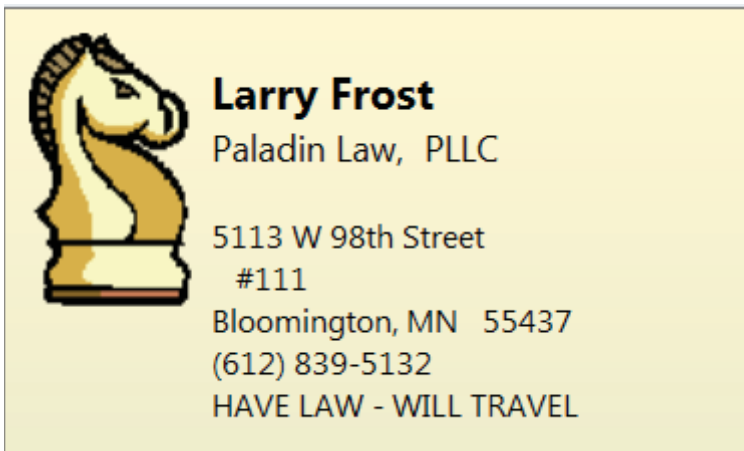 Larry Frost
Paladin Law,  PLLC
5113 W 98th Street
#111
Bloomington, MN   55437
(612) 839-5132
HAVE LAW - WILL TRAVEL